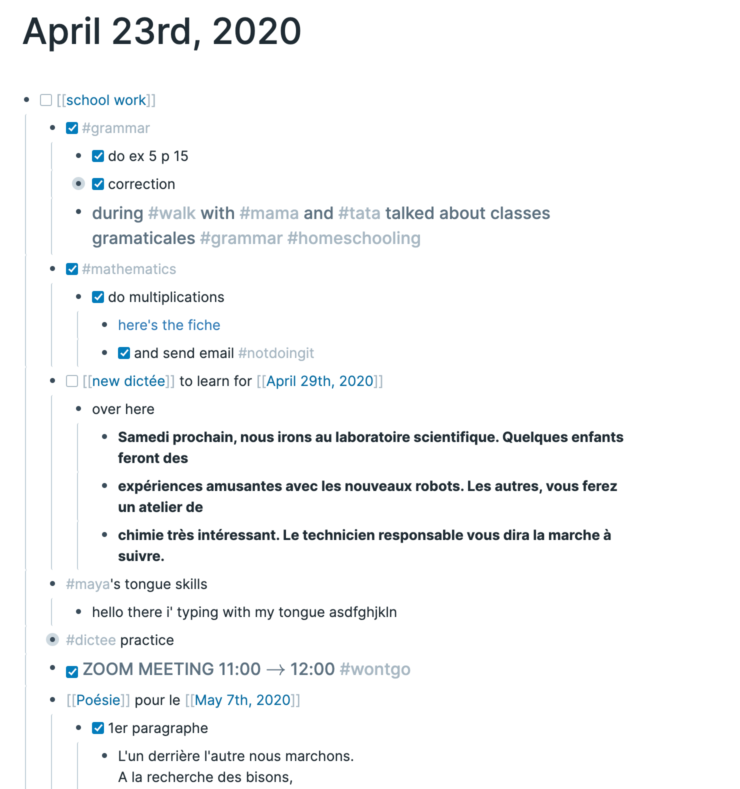 April 23rd, 2020
[[school work]]
#grammar
do ex 5 p 15
correction
during #walk with #mama and #tata talked about classes
gramaticales #grammar #homeschooling
#mathematics
do multiplications
here's the fiche
and send email #notdoingit
[[new dictée]] to learn for [[April 29th, 2020]]
over here
Samedi prochain, nous irons au laboratoire scientifique. Quelques enfants
feront des
expériences amusantes avec les nouveaux robots. Les autres, vous ferez
un atelier de
chimie très intéressant. Le technicien responsable vous dira la marche à
suivre.
#maya's tongue skills
hello there i' typing with my tongue asdfghjkln
#dictee practice
ZOOM MEETING 11:00 → 12:00 #wontgo
[[Poésie]] pour le [[May 7th, 2020]]
1er paragraphe
L'un derrière l'autre nous marchons.
A la recherche des bisons,